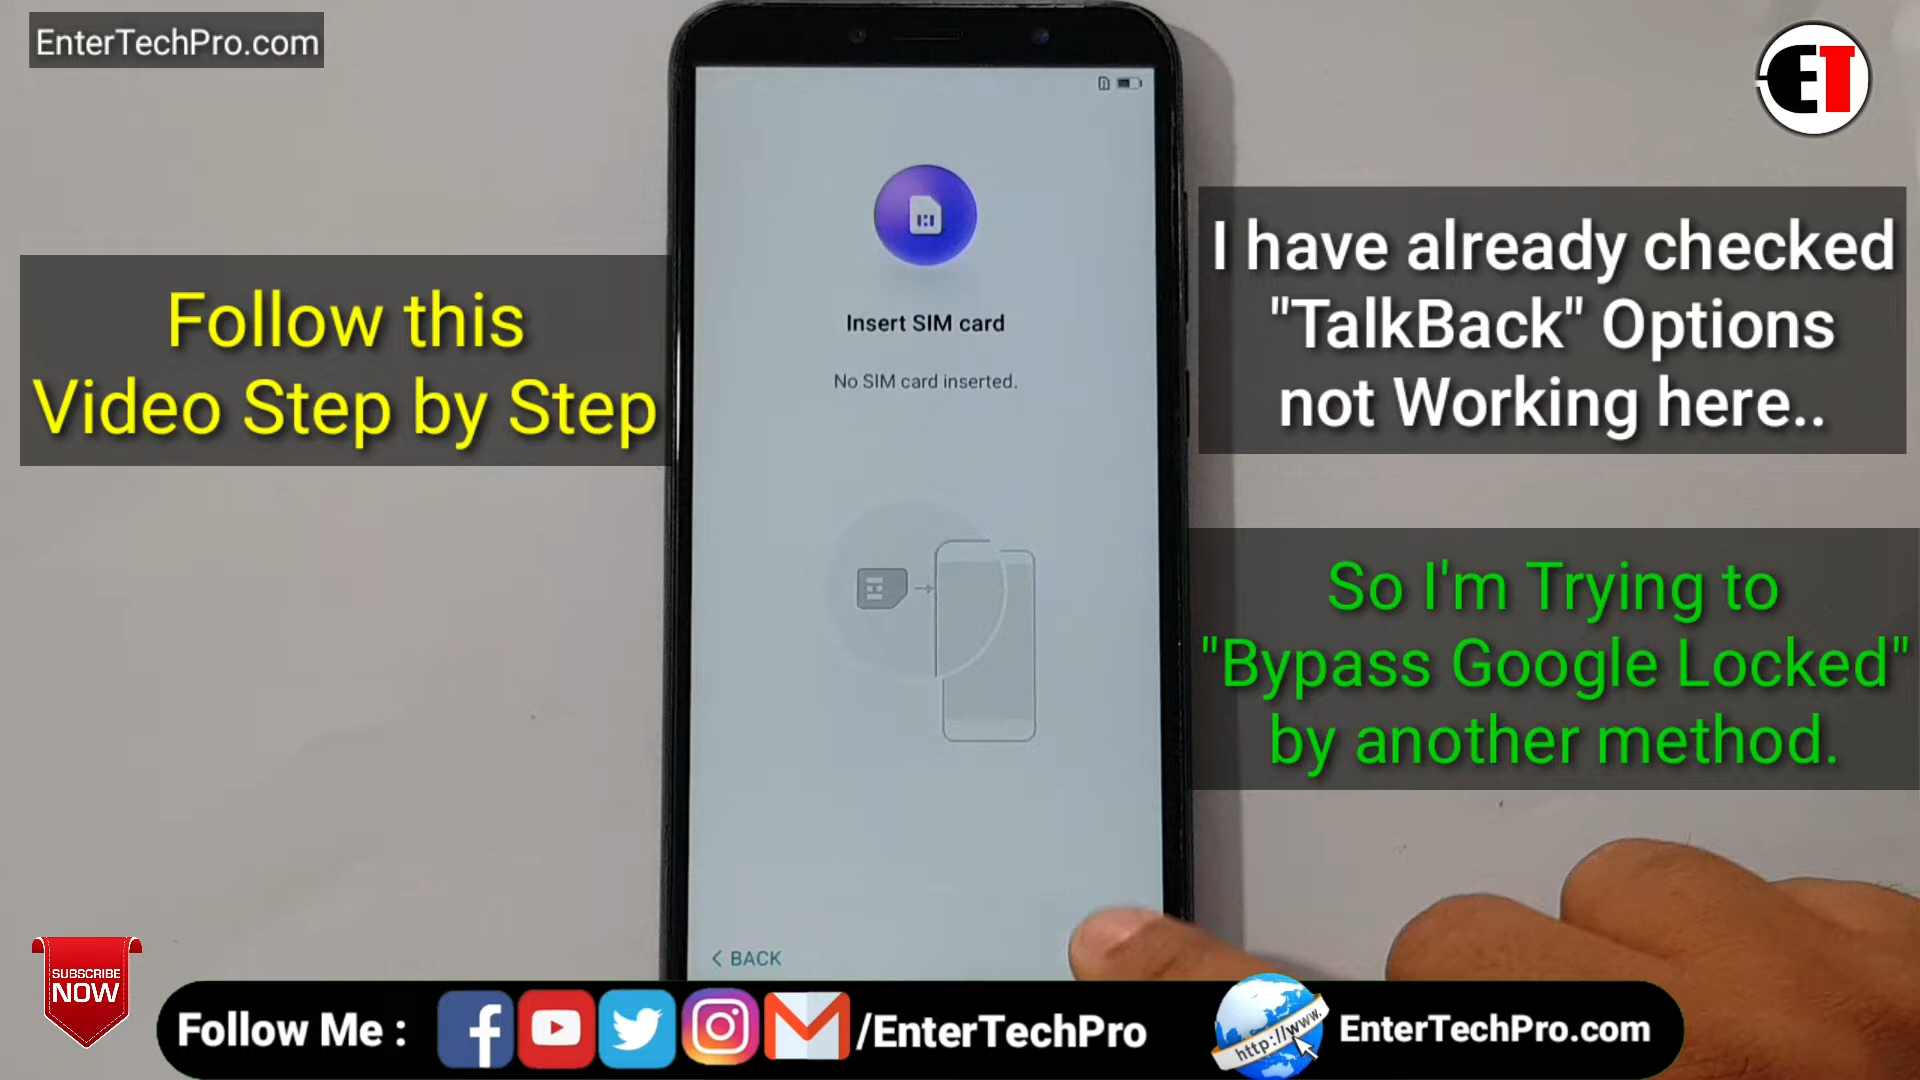 EnterTechPro.com
ET
Insert SIM card
No SIM card inserted.
Follow this
Video Step by Step
I have already checked
"TalkBack" Options
not Working here..
So I'm Trying to
"Bypass Google Locked"
by another method.
< BACK
SUBSCRIBE
NOW
Follow Me :
/EnterTechPro
http://www.
EnterTechPro.com